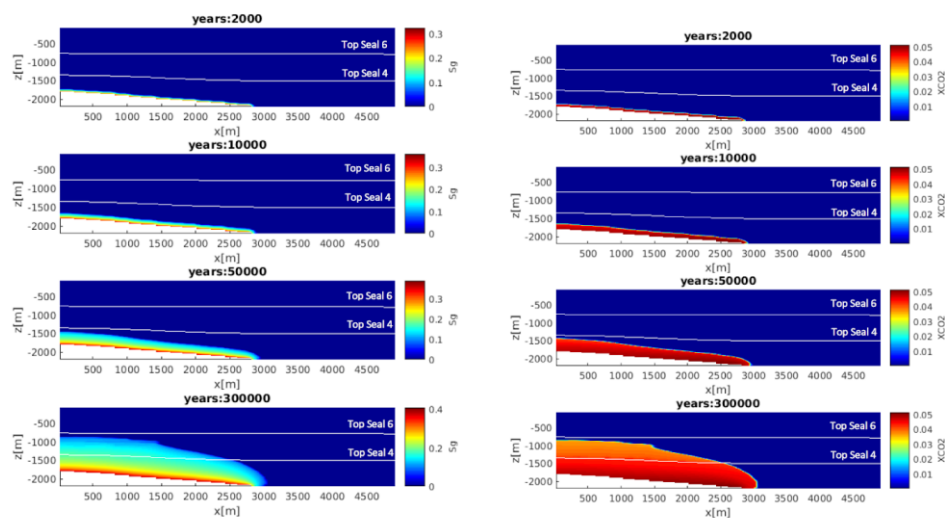 years:2000
-500
-1000
-1500
-2000
z[m]
Top Seal 6
Top Seal 4
500 1000 1500 2000 2500 3000 3500 4000 4500
x[m]
0.3
0.2
0.1
0
Sg
years:10000
-500
-1000
-1500
-2000
z[m]
Top Seal 6
Top Seal 4
500 1000 1500 2000 2500 3000 3500 4000 4500
x[m]
0.3
0.2
0.1
0
Sg
years:50000
-500
-1000
-1500
-2000
z[m]
Top Seal 6
Top Seal 4
500 1000 1500 2000 2500 3000 3500 4000 4500
x[m]
0.3
0.2
0.1
0
Sg
years:300000
-500
-1000
-1500
-2000
z[m]
Top Seal 6
Top Seal 4
500 1000 1500 2000 2500 3000 3500 4000 4500
x[m]
0.4
0.2
0
Sg
years:2000
-500
-1000
-1500
-2000
z[m]
Top Seal 6
Top Seal 4
500 1000 1500 2000 2500 3000 3500 4000 4500
x[m]
0.05
0.04
0.03
0.02
0.01
XCO2
years:10000
-500
-1000
-1500
-2000
z[m]
Top Seal 6
Top Seal 4
500 1000 1500 2000 2500 3000 3500 4000 4500
x[m]
0.05
0.04
0.03
0.02
0.01
XCO2
years:50000
-500
-1000
-1500
-2000
z[m]
Top Seal 6
Top Seal 4
500 1000 1500 2000 2500 3000 3500 4000 4500
x[m]
0.05
0.04
0.03
0.02
0.01
XCO2
years:300000
-500
-1000
-1500
-2000
z[m]
Top Seal 6
Top Seal 4
500 1000 1500 2000 2500 3000 3500 4000 4500
x[m]
0.05
0.04
0.03
0.02
0.01
XCO2